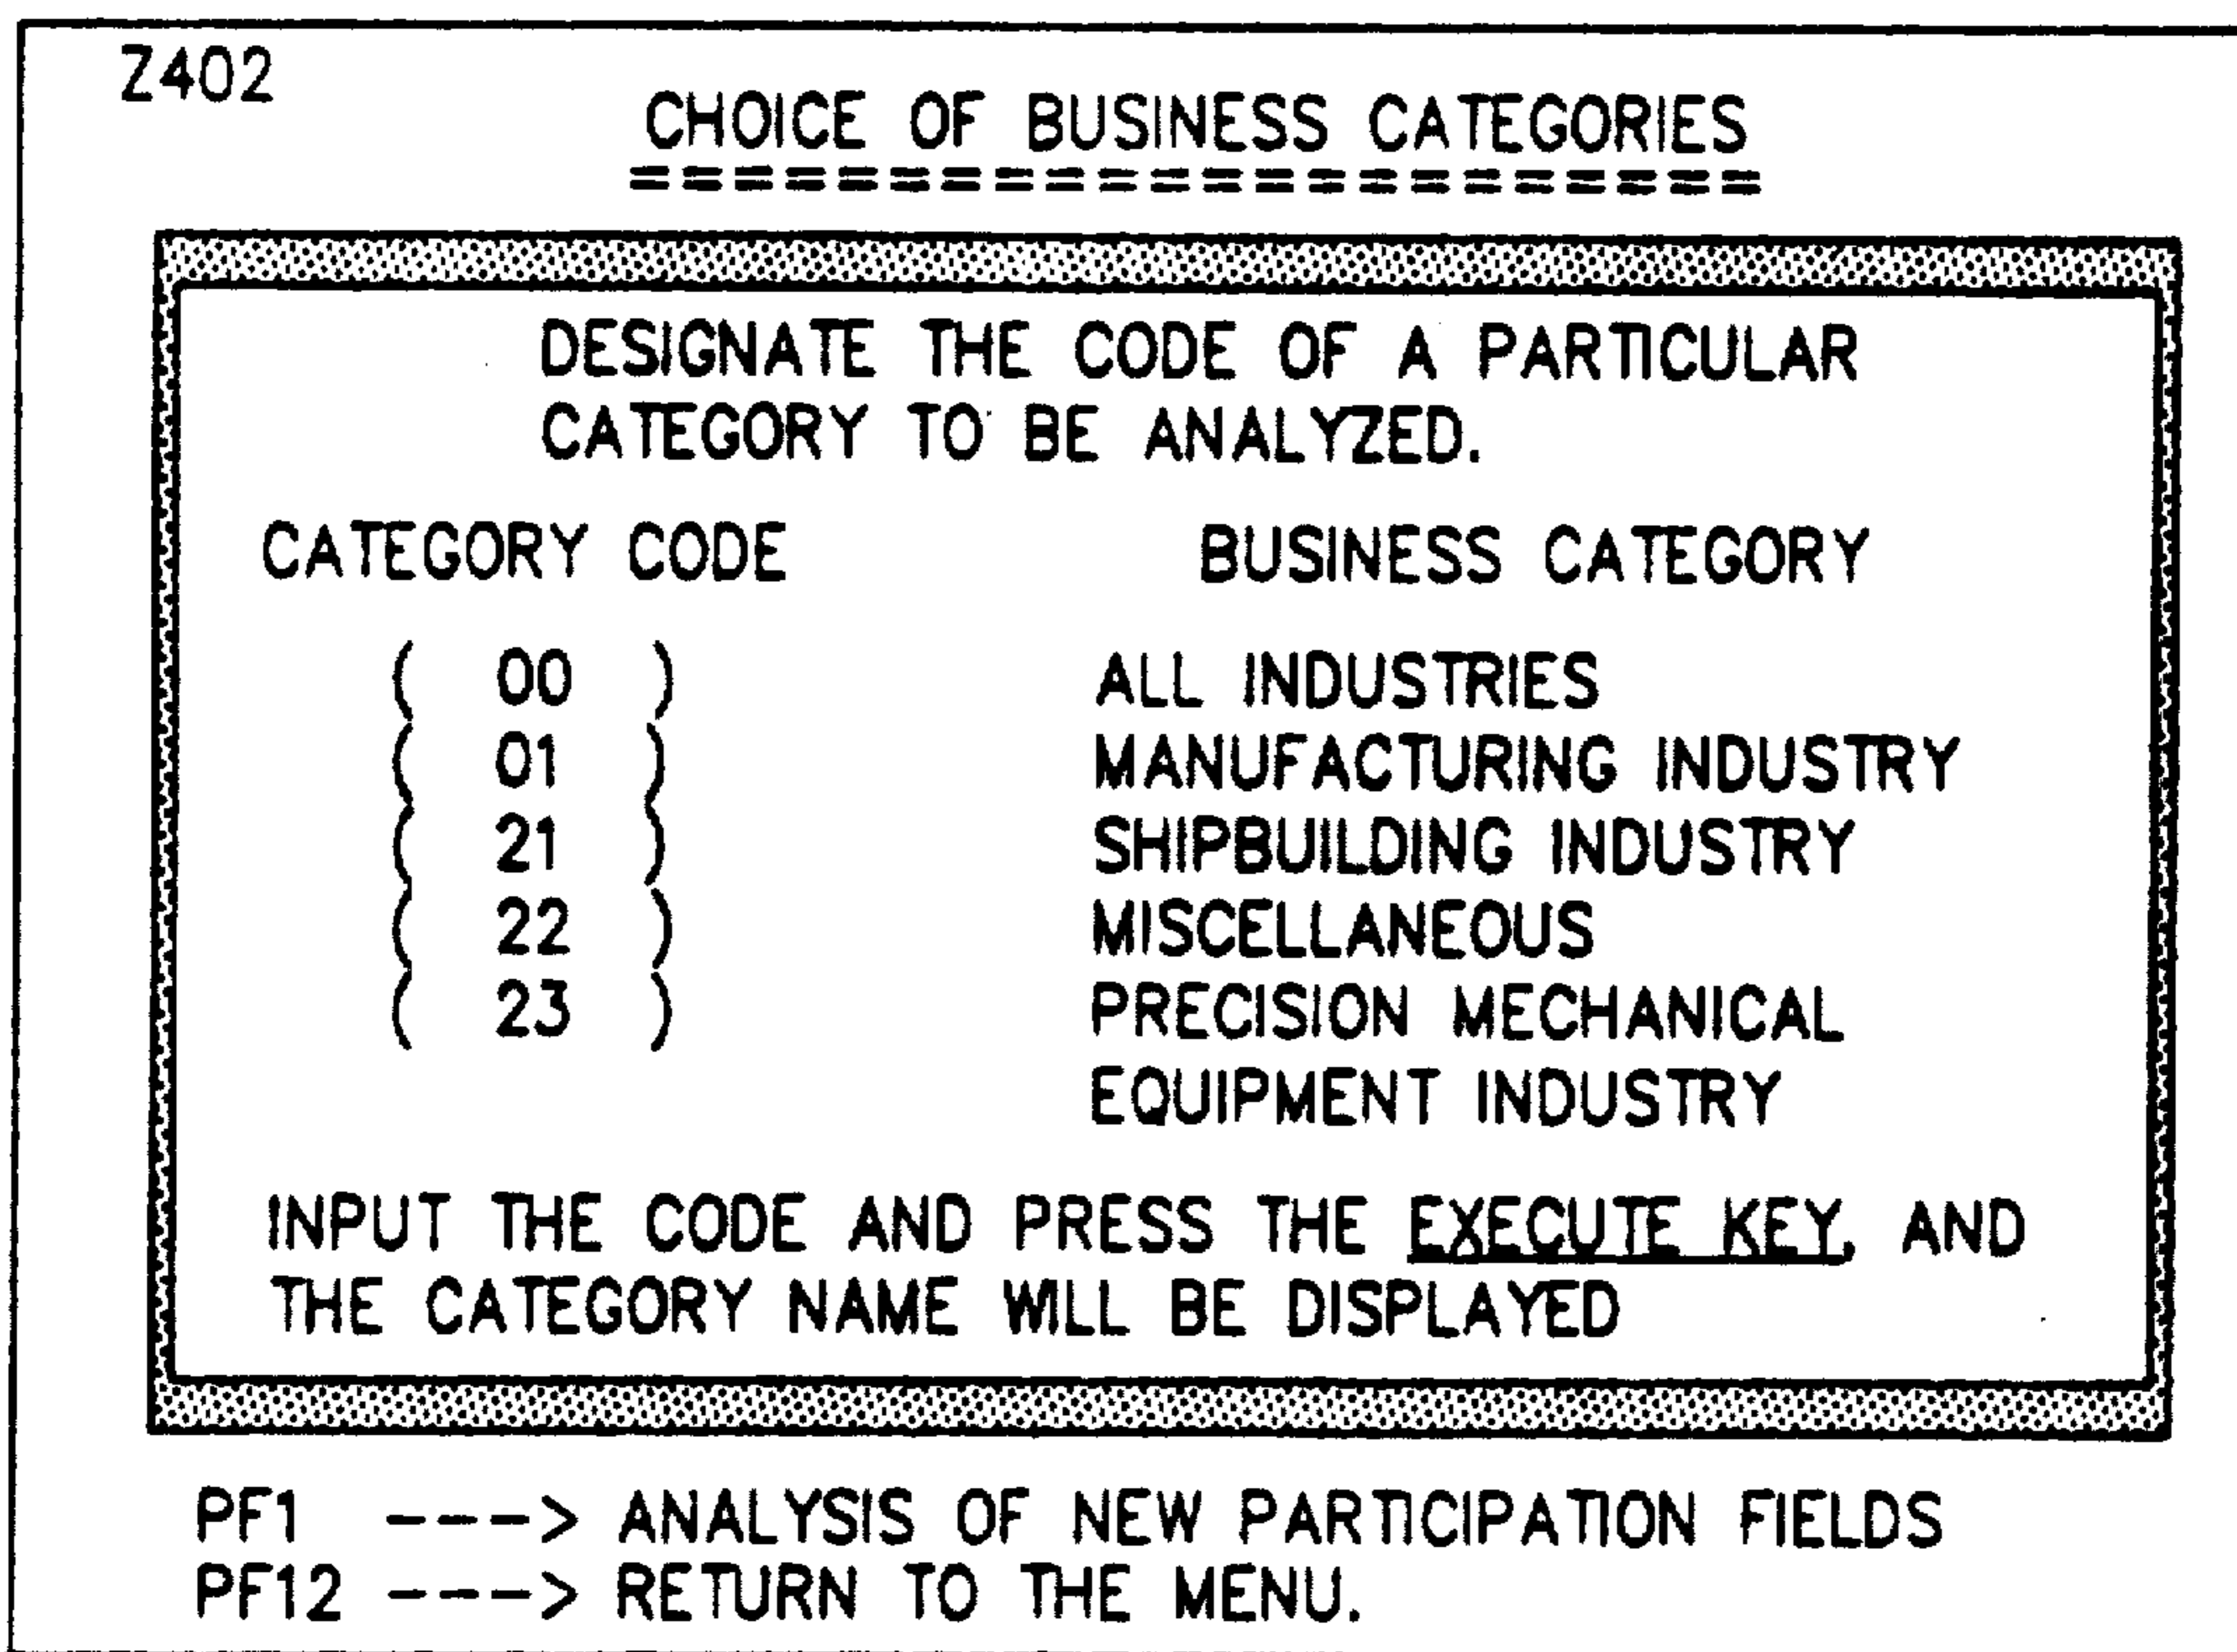 Z402
CHOICE OF BUSINESS CATEGORIES
======================
DESIGNATE THE CODE OF A PARTICULAR
CATEGORY TO BE ANALYZED.
CATEGORY CODE BUSINESS CATEGORY
( 00 ) ALL INDUSTRIES
( 01 ) MANUFACTURING INDUSTRY
( 21 ) SHIPBUILDING INDUSTRY
( 22 ) MISCELLANEOUS
( 23 ) PRECISION MECHANICAL
EQUIPMENT INDUSTRY
INPUT THE CODE AND PRESS THE EXECUTE KEY, AND
THE CATEGORY NAME WILL BE DISPLAYED
PF1 ---> ANALYSIS OF NEW PARTICIPATION FIELDS
PF12 ---> RETURN TO THE MENU.